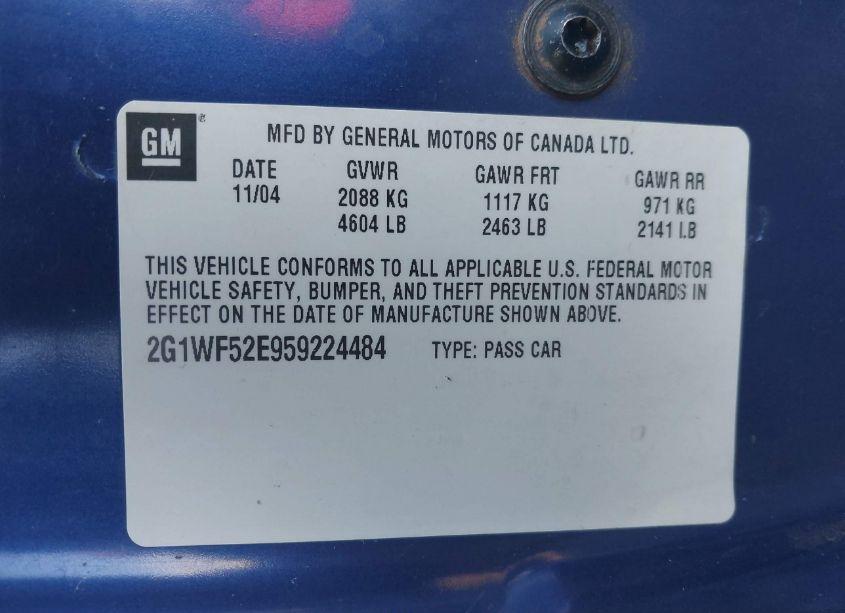 GM
®
MFD BY GENERAL MOTORS OF CANADA LTD.
DATE GVWR GAWR FRT GAWR RR
11/04 2088 KG 1117 KG 971 KG
4604 LB 2463 LB 2141 LB
THIS VEHICLE CONFORMS TO ALL APPLICABLE U.S. FEDERAL MOTOR
VEHICLE SAFETY, BUMPER, AND THEFT PREVENTION STANDARDS IN
EFFECT ON THE DATE OF MANUFACTURE SHOWN ABOVE.
2G1WF52E959224484 TYPE: PASS CAR